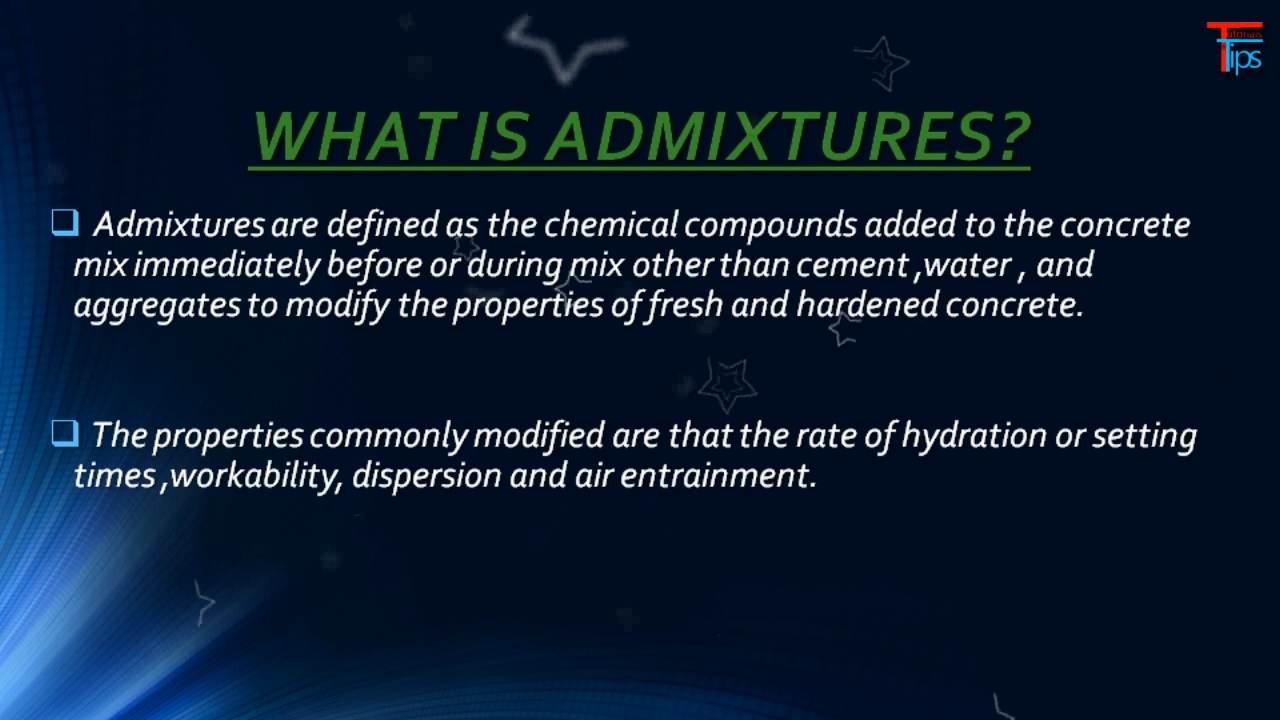 Tutorials
Tips
WHAT IS ADMIXTURES?
Admixtures are defined as the chemical compounds added to the concrete
mix immediately before or during mix other than cement ,water , and
aggregates to modify the properties of fresh and hardened concrete.
The properties commonly modified are that the rate of hydration or setting
times ,workability, dispersion and air entrainment.